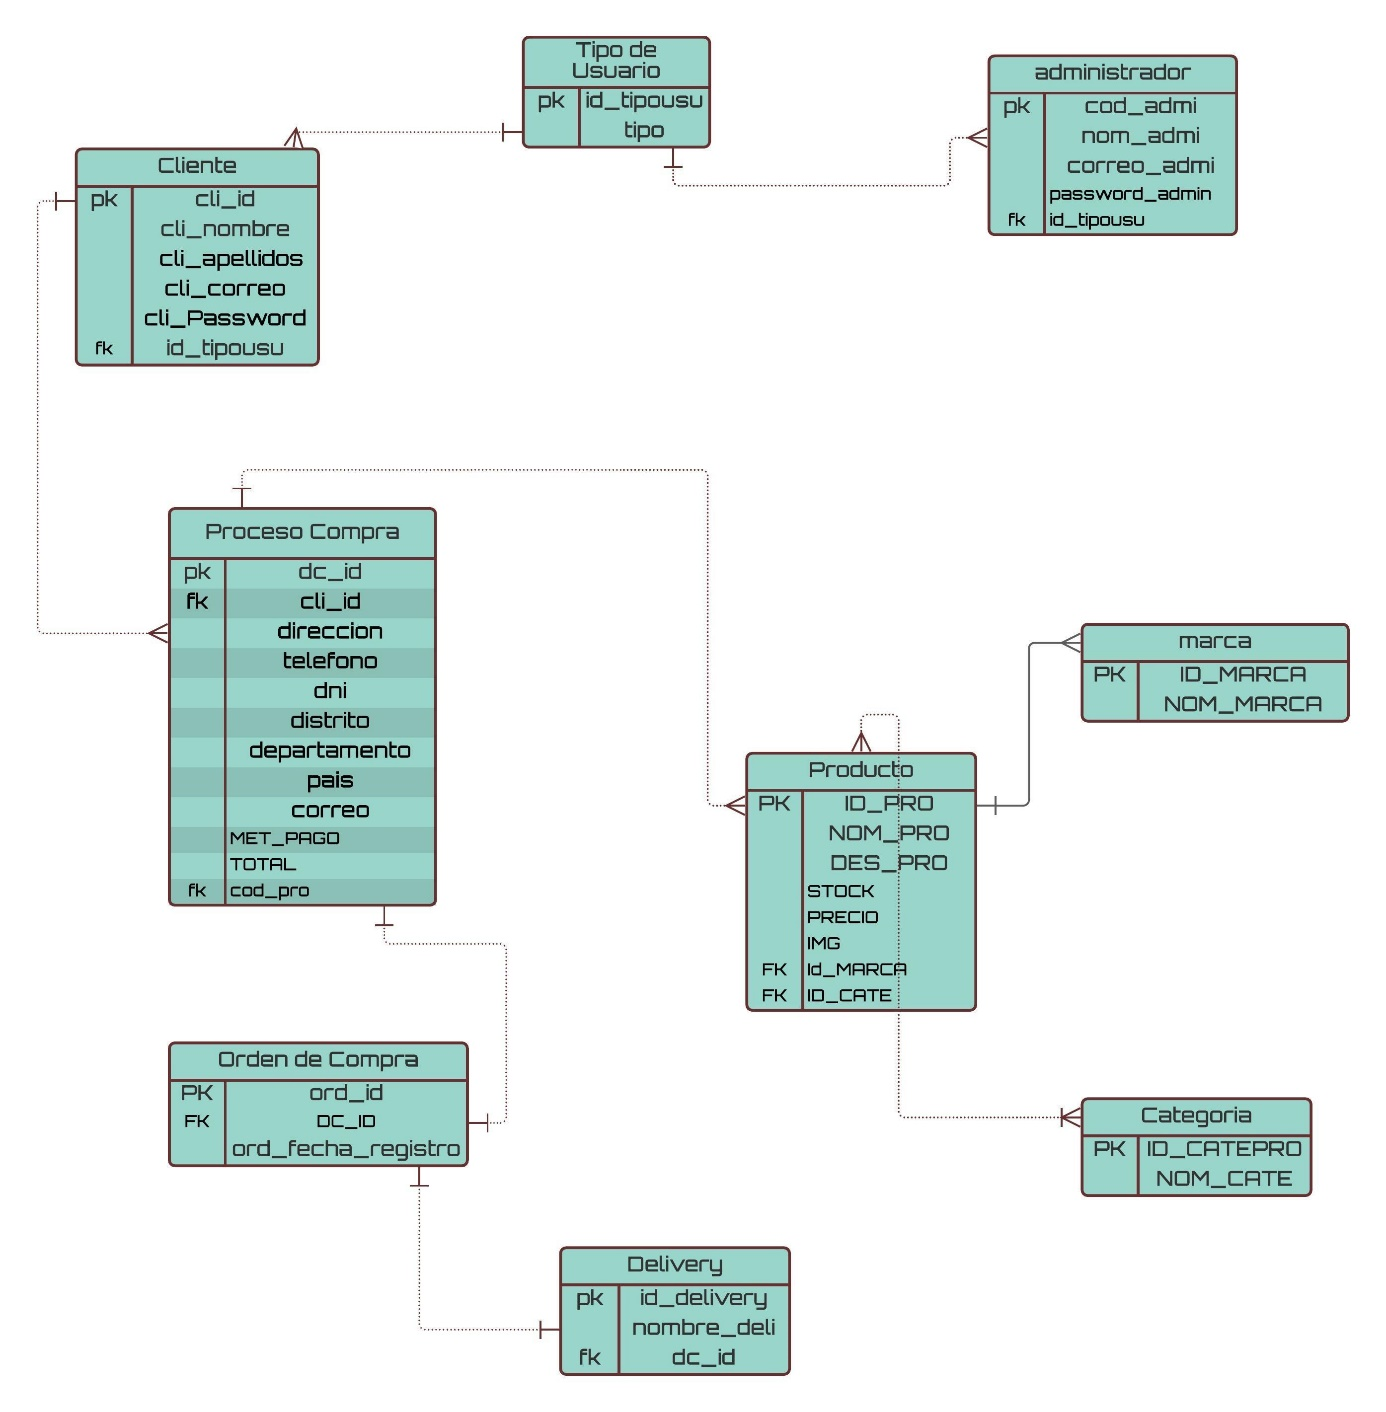 Tipo de
Usuario
pk id_tipousu
tipo
administrador
pk cod_admi
nom_admi
correo_admi
password_admin
fk id_tipousu
Cliente
pk cli_id
cli_nombre
cli_apellidos
cli_correo
cli_Password
fk id_tipousu
Proceso Compra
pk dc_id
fk cli_id
direccion
telefono
dni
distrito
departamento
pais
correo
MET_PAGO
TOTAL
fk cod_pro
marca
PK ID_MARCA
NOM_MARCA
Producto
PK ID_PRO
NOM_PRO
DES_PRO
STOCK
PRECIO
IMG
FK Id_MARCA
FK ID_CATE
Orden de Compra
PK ord_id
FK DC_ID
ord_fecha_registro
Categoria
PK ID_CATEPRO
NOM_CATE
Delivery
pk id_delivery
nombre_deli
fk dc_id